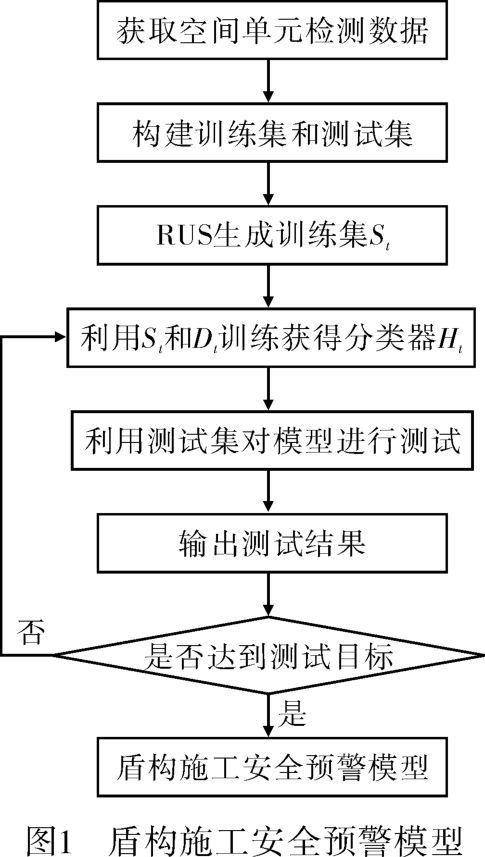 获取空间单元检测数据
构建训练集和测试集
RUS生成训练集St
利用St和Dt训练获得分类器Ht
利用测试集对模型进行测试
输出测试结果
否
是否达到测试目标
是
盾构施工安全预警模型
图1 盾构施工安全预警模型